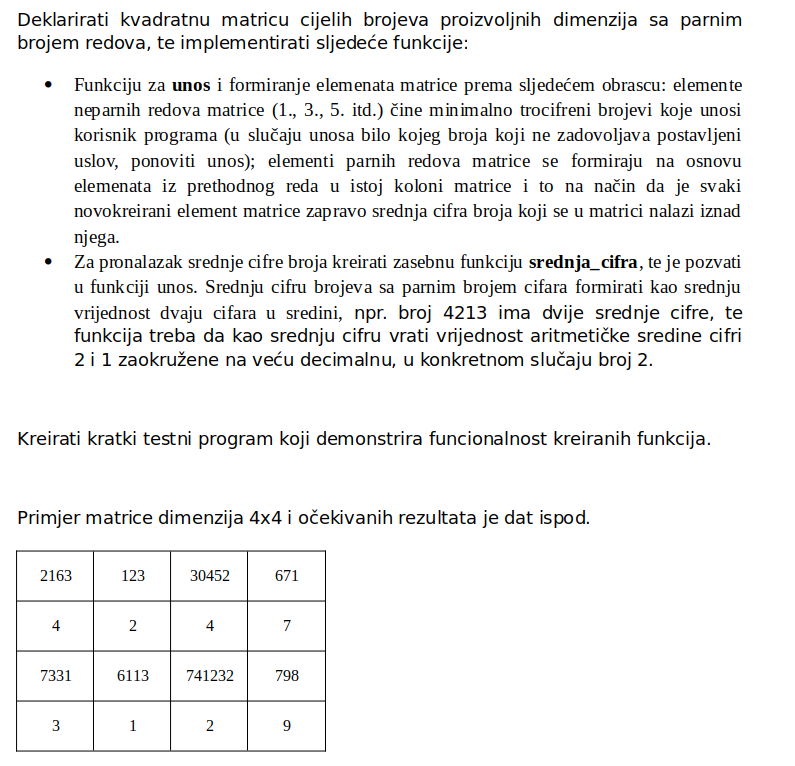 Deklarirati kvadratnu matricu cijelih brojeva proizvoljnih dimenzija sa parnim
brojem redova, te implementirati sljedeće funkcije:
• Funkciju za unos i formiranje elemenata matrice prema sljedećem obrascu: elemente
neparnih redova matrice (1., 3., 5. itd.) čine minimalno trocifreni brojevi koje unosi
korisnik programa (u slučaju unosa bilo kojeg broja koji ne zadovoljava postavljeni
uslov, ponoviti unos); elementi parnih redova matrice se formiraju na osnovu
elemenata iz prethodnog reda u istoj koloni matrice i to na način da je svaki
novokreirani element matrice zapravo srednja cifra broja koji se u matrici nalazi iznad
njega.
• Za pronalazak srednje cifre broja kreirati zasebnu funkciju srednja_cifra, te je pozvati
u funkciji unos. Srednju cifru brojeva sa parnim brojem cifara formirati kao srednju
vrijednost dvaju cifara u sredini, npr. broj 4213 ima dvije srednje cifre, te
funkcija treba da kao srednju cifru vrati vrijednost aritmetičke sredine cifri
2 i 1 zaokružene na veću decimalnu, u konkretnom slučaju broj 2.
Kreirati kratki testni program koji demonstrira funcionalnost kreiranih funkcija.
Primjer matrice dimenzija 4x4 i očekivanih rezultata je dat ispod.
2163 123 30452 671
4 2 4 7
7331 6113 741232 798
3 1 2 9